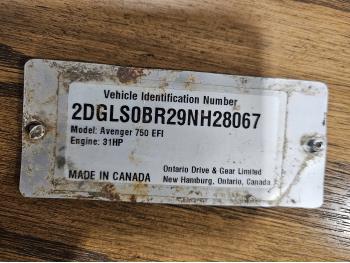 Vehicle Identification Number
2DGLS0BR29NH28067
Model: Avenger 750 EFI
Engine: 31HP
Ontario Drive & Gear Limited
MADE IN CANADA
New Hamburg, Ontario, Canada